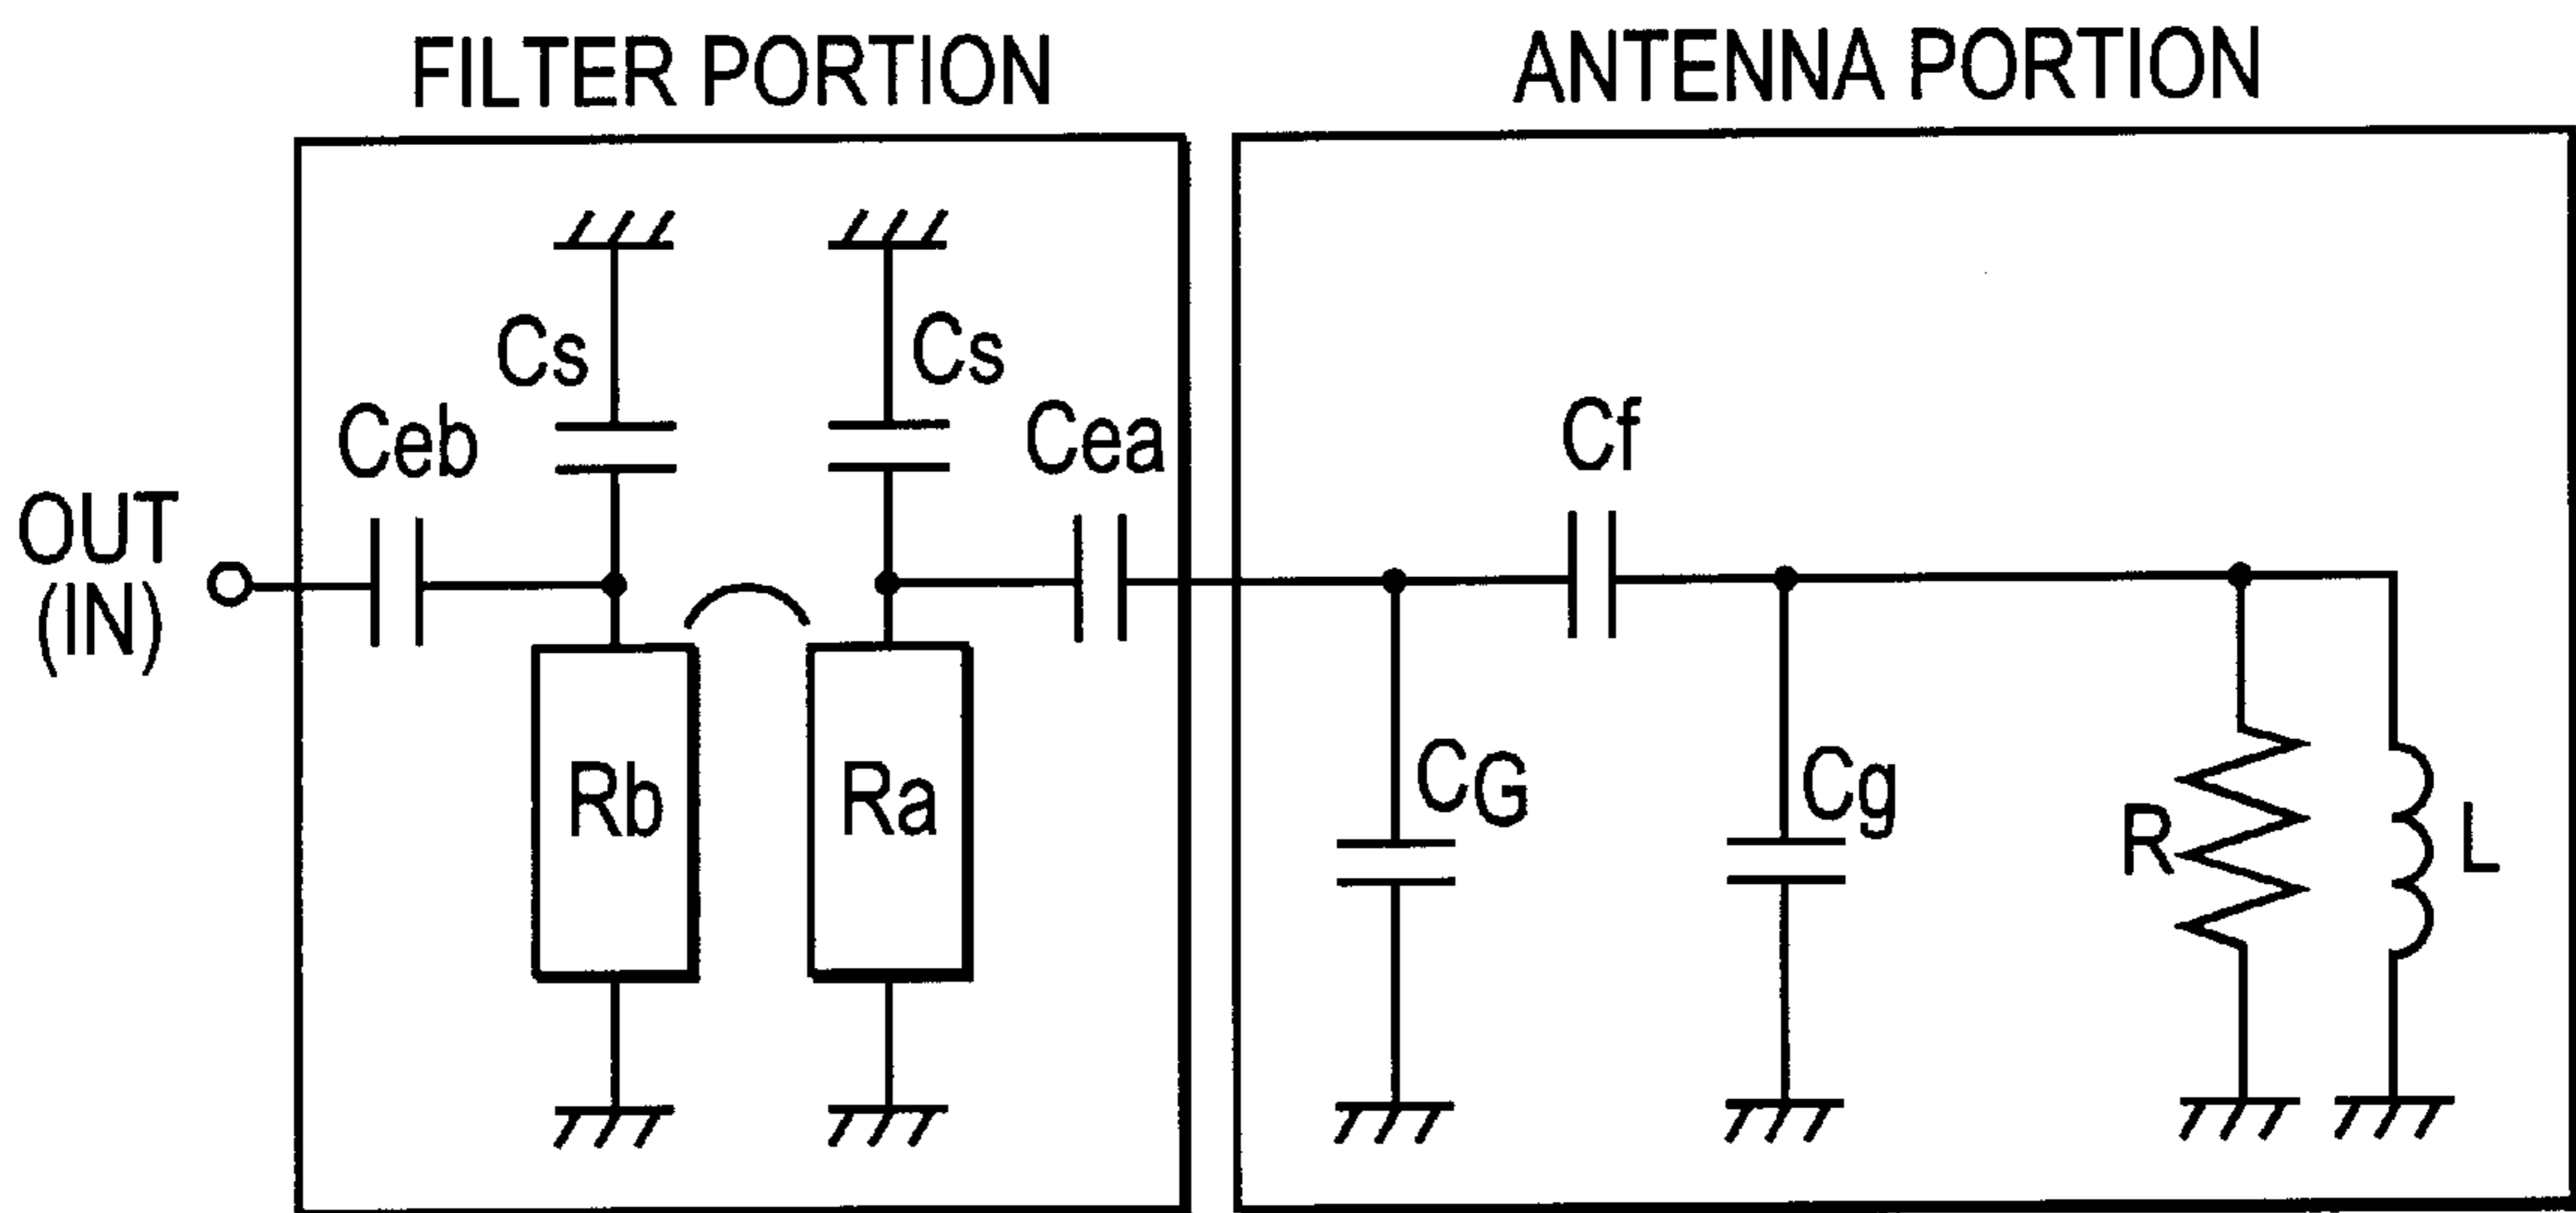 FILTER PORTION
ANTENNA PORTION
Cs
Cs
Ceb
Cea
Cf
OUT
(IN)
Rb
Ra
CG
Cg
R
L